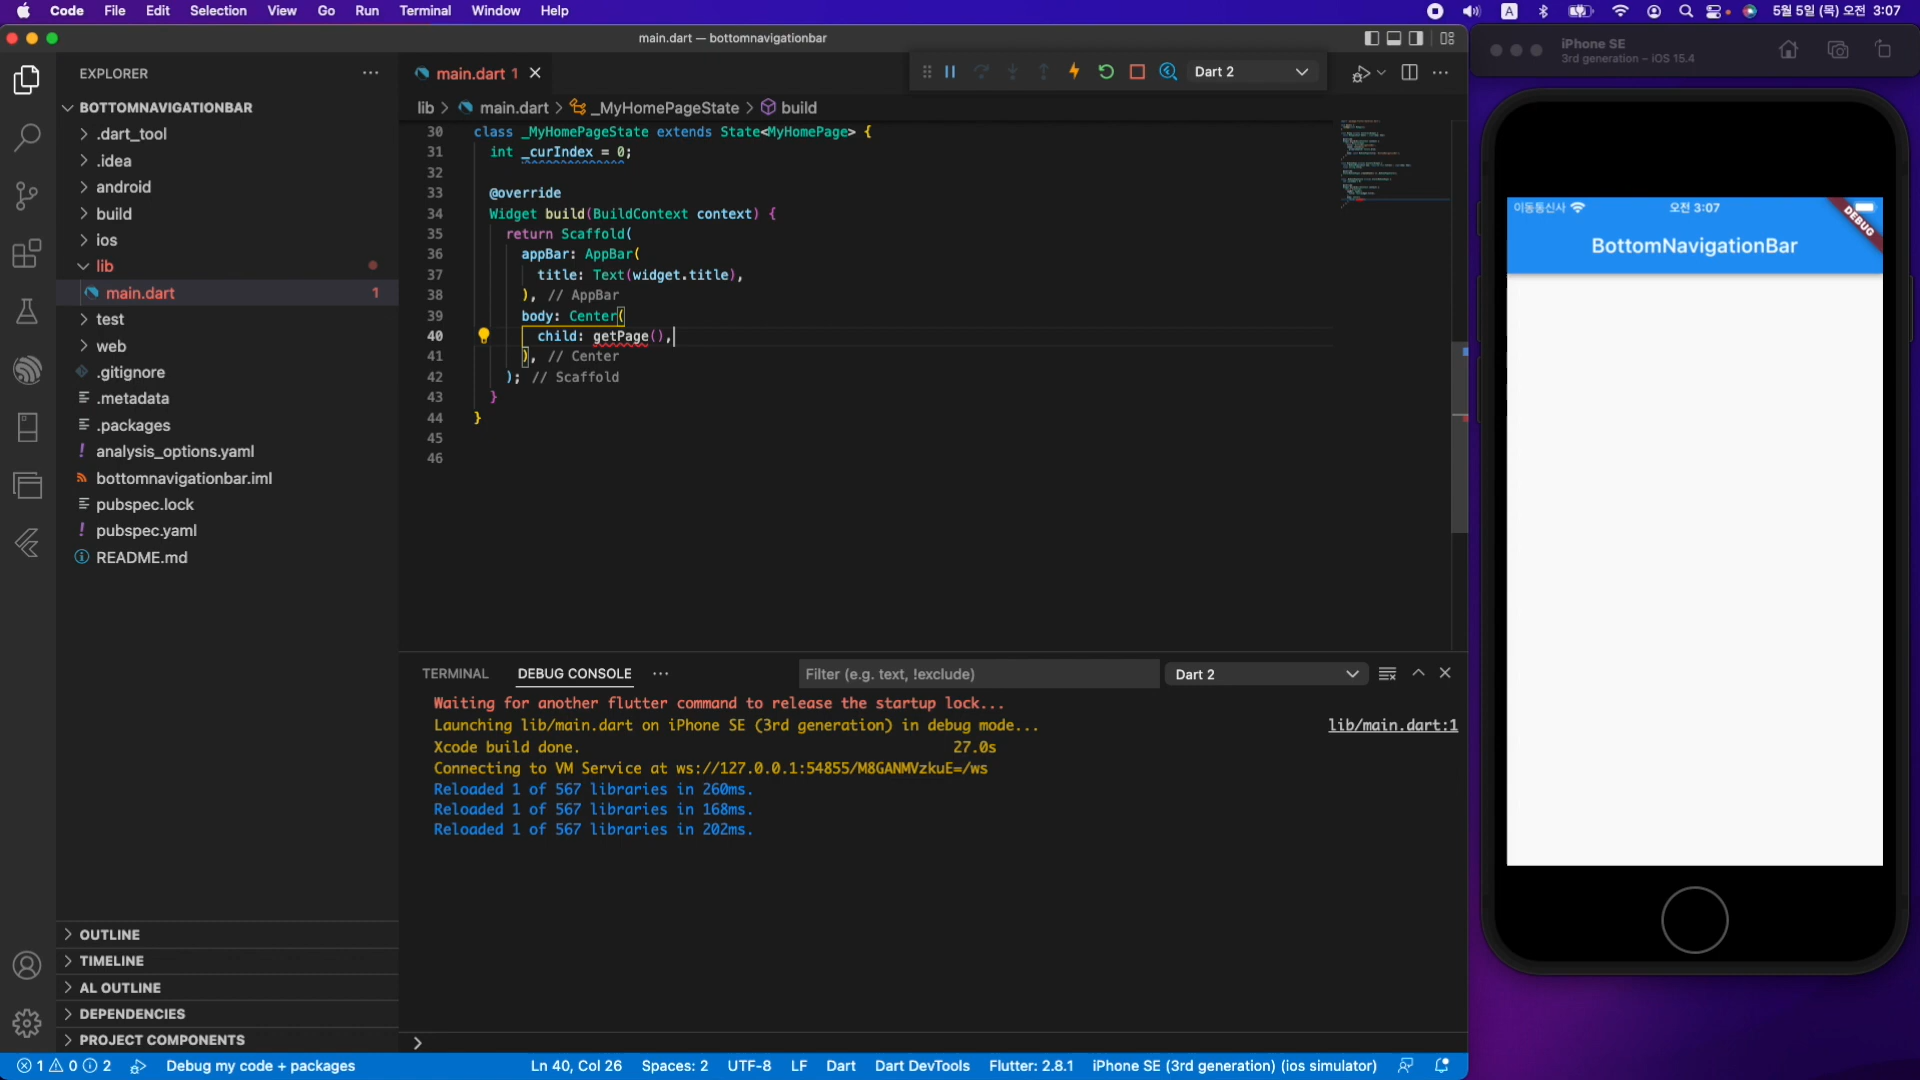 Code File Edit Selection View Go Run Terminal Window Help
A
5월 5일 (목) 오전 3:07
main.dart — bottomnavigationbar
EXPLORER
BOTTOMNAVIGATIONBAR
.dart_tool
.idea
android
build
ios
lib
main.dart 1
test
web
.gitignore
.metadata
.packages
analysis_options.yaml
bottomnavigationbar.iml
pubspec.lock
pubspec.yaml
README.md
OUTLINE
TIMELINE
AL OUTLINE
DEPENDENCIES
PROJECT COMPONENTS
main.dart 1
Dart 2
lib > main.dart > _MyHomePageState > build
30 class _MyHomePageState extends State<MyHomePage> {
31 int _curIndex = 0;
32
33 @override
34 Widget build(BuildContext context) {
35 return Scaffold(
36 appBar: AppBar(
37 title: Text(widget.title),
38 ), // AppBar
39 body: Center(
40 child: getPage(),
41 ), // Center
42 ); // Scaffold
43 }
44 }
45
46
TERMINAL DEBUG CONSOLE
Filter (e.g. text, !exclude)
Dart 2
Waiting for another flutter command to release the startup lock...
Launching lib/main.dart on iPhone SE (3rd generation) in debug mode...
lib/main.dart:1
Xcode build done. 27.0s
Connecting to VM Service at ws://127.0.0.1:54855/M8GANMVzkuE=/ws
Reloaded 1 of 567 libraries in 260ms.
Reloaded 1 of 567 libraries in 168ms.
Reloaded 1 of 567 libraries in 202ms.
1 0 2 Debug my code + packages
Ln 40, Col 26 Spaces: 2 UTF-8 LF Dart Dart DevTools Flutter: 2.8.1 iPhone SE (3rd generation) (ios simulator)
iPhone SE
3rd generation – iOS 15.4
이동통신사 오전 3:07
DEBUG
BottomNavigationBar